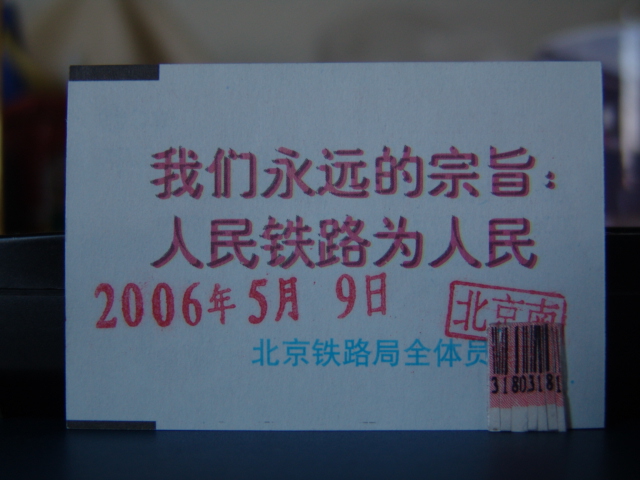 我们永远的宗旨：
人民铁路为人民
2006年5月9日
北京南
北京铁路局全体员
31803181